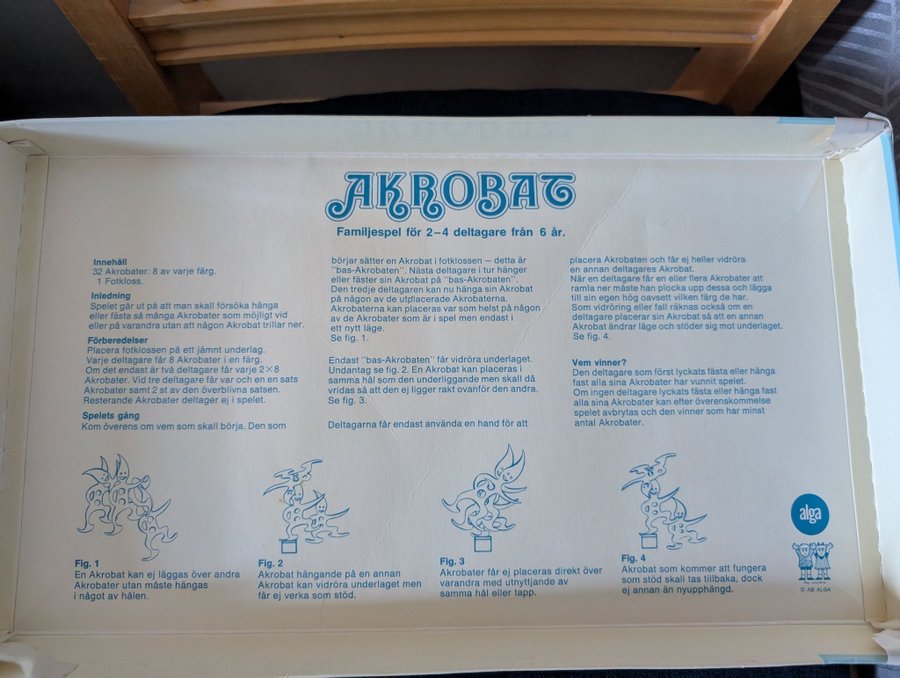 AKROBAT
Familjespel för 2–4 deltagare från 6 år.
Innehåll
32 Akrobater: 8 av varje färg.
1 Fotkloss.
Inledning
Spelet går ut på att man skall försöka hänga
eller fästa så många Akrobater som möjligt vid
eller på varandra utan att någon Akrobat trillar ner.
Förberedelser
Placera fotklossen på ett jämnt underlag.
Varje deltagare får 8 Akrobater i en färg.
Om det endast är två deltagare får varje 2×8
Akrobater. Vid tre deltagare får var och en en sats
Akrobater samt 2 st av den överblivna satsen.
Resterande Akrobater deltager ej i spelet.
Spelets gång
Kom överens om vem som skall börja. Den som
börjar sätter en Akrobat i fotklossen – detta är
"bas-Akrobaten". Nästa deltagare i tur hänger
eller fäster sin Akrobat på "bas-Akrobaten".
Den tredje deltagaren kan nu hänga sin Akrobat
på någon av de utplacerade Akrobaterna.
Akrobaterna kan placeras var som helst på någon
av de Akrobater som är i spel men endast i
ett nytt läge.
Se fig. 1.
Endast "bas-Akrobaten" får vidröra underlaget.
Undantag se fig. 2. En Akrobat kan placeras i
samma hål som den underliggande men skall då
vridas så att den ej ligger rakt ovanför den andra.
Se fig. 3.
Deltagarna får endast använda en hand för att
placera Akrobaten och får ej heller vidröra
en annan deltagares Akrobat.
När en deltagare får en eller flera Akrobater att
ramla ner måste han plocka upp dessa och lägga
till sin egen hög oavsett vilken färg de har.
Som vidröring eller fall räknas också om en
deltagare placerar sin Akrobat så att en annan
Akrobat ändrar läge och stöder sig mot underlaget.
Se fig. 4.
Vem vinner?
Den deltagare som först lyckats fästa eller hänga
fast alla sina Akrobater har vunnit spelet.
Om ingen deltagare lyckats fästa eller hänga fast
alla sina Akrobater kan efter överenskommelse
spelet avbrytas och den vinner som har minst
antal Akrobater.
Fig. 1
En Akrobat kan ej läggas över andra
Akrobater utan måste hängas
i något av hålen.
Fig. 2
Akrobat hängande på en annan
Akrobat kan vidröra underlaget men
får ej verka som stöd.
Fig. 3
Akrobater får ej placeras direkt över
varandra med utnyttjande av
samma hål eller tapp.
Fig. 4
Akrobat som kommer att fungera
som stöd skall tas tillbaka, dock
ej annan än nyupphängd.
alga
© AB ALGA